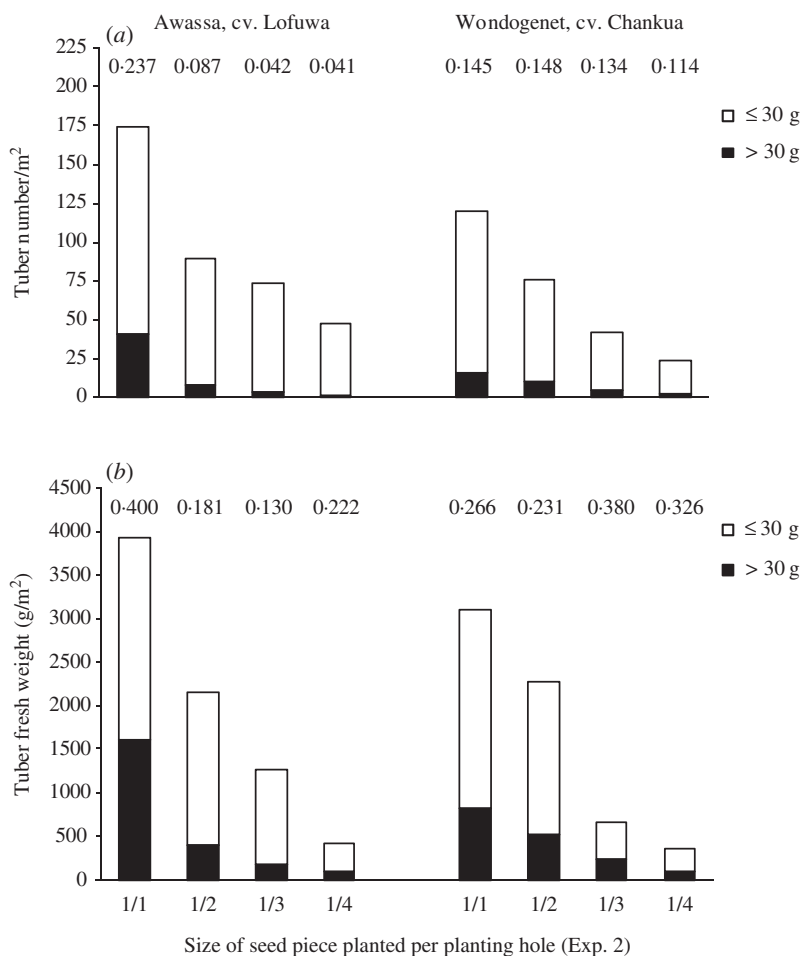 Awassa, cv. Lofuwa Wondogenet, cv. Chankua
(a)
225 0·237 0·087 0·042 0·041 0·145 0·148 0·134 0·114
200
175
150
125
100
75
50
25
0
Tuber number/m²
≤ 30 g
> 30 g
(b)
4500 0·400 0·181 0·130 0·222 0·266 0·231 0·380 0·326
4000
3500
3000
2500
2000
1500
1000
500
0
Tuber fresh weight (g/m²)
≤ 30 g
> 30 g
1/1 1/2 1/3 1/4 1/1 1/2 1/3 1/4
Size of seed piece planted per planting hole (Exp. 2)